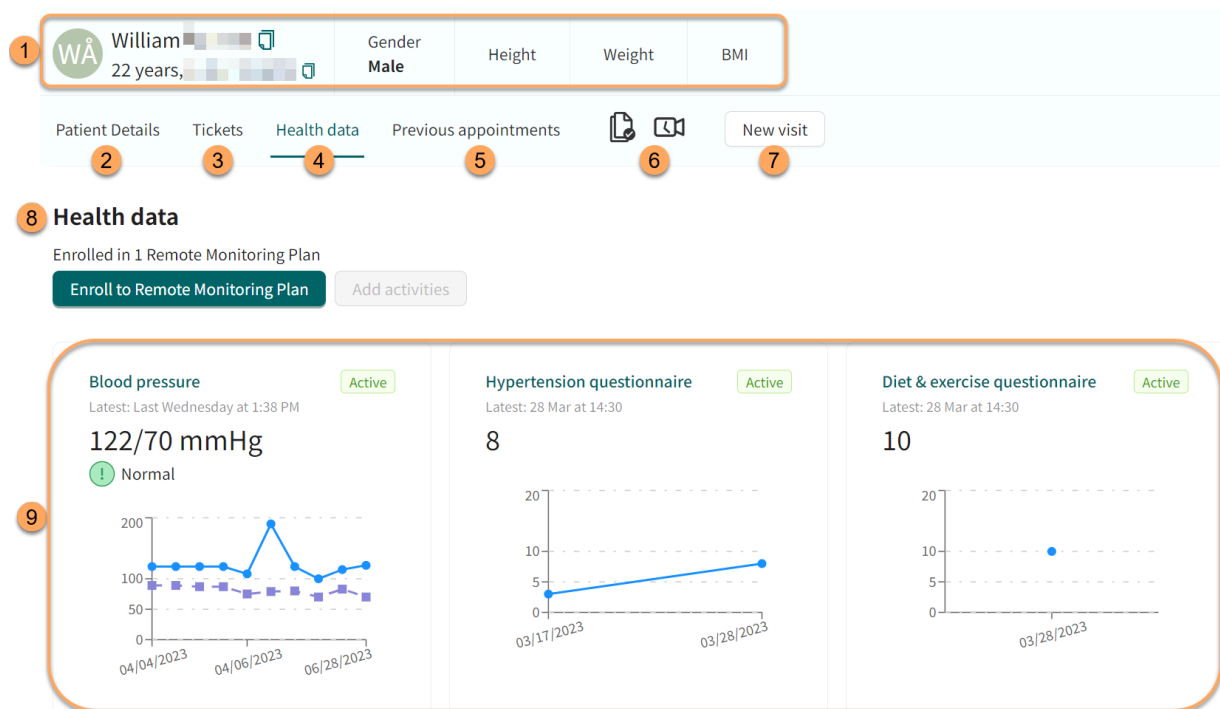 1
WÅ
William
22 years,
Gender
Male
Height
Weight
BMI
Patient Details
Tickets
Health data
Previous appointments
New visit
2
3
4
5
6
7
8
Health data
Enrolled in 1 Remote Monitoring Plan
Enroll to Remote Monitoring Plan
Add activities
9
Blood pressure
Active
Latest: Last Wednesday at 1:38 PM
122/70 mmHg
! Normal
200
100
50
0
04/04/2023
04/06/2023
06/28/2023
Hypertension questionnaire
Active
Latest: 28 Mar at 14:30
8
20
10
5
0
03/17/2023
03/28/2023
Diet & exercise questionnaire
Active
Latest: 28 Mar at 14:30
10
20
10
5
0
03/28/2023